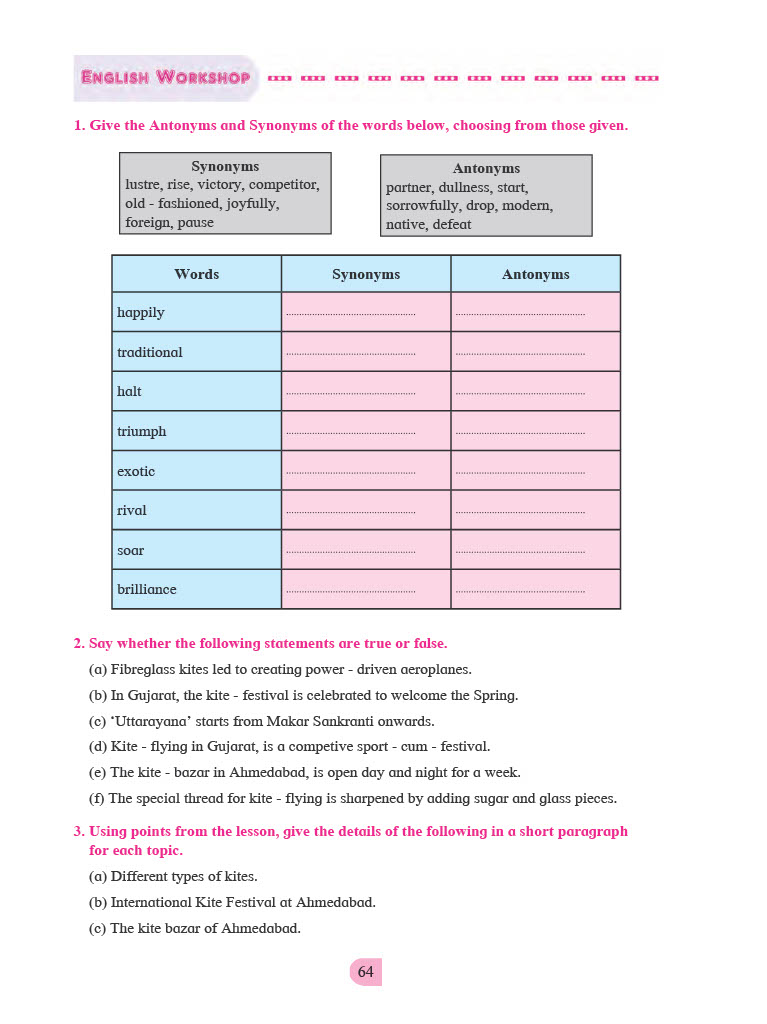 ENGLISH WORKSHOP
1. Give the Antonyms and Synonyms of the words below, choosing from those given.
Synonyms
lustre, rise, victory, competitor,
old - fashioned, joyfully,
foreign, pause
Antonyms
partner, dullness, start,
sorrowfully, drop, modern,
native, defeat
Words Synonyms Antonyms
happily ............................................ ............................................
traditional ............................................ ............................................
halt ............................................ ............................................
triumph ............................................ ............................................
exotic ............................................ ............................................
rival ............................................ ............................................
soar ............................................ ............................................
brilliance ............................................ ............................................
2. Say whether the following statements are true or false.
(a) Fibreglass kites led to creating power - driven aeroplanes.
(b) In Gujarat, the kite - festival is celebrated to welcome the Spring.
(c) ‘Uttarayana’ starts from Makar Sankranti onwards.
(d) Kite - flying in Gujarat, is a competive sport - cum - festival.
(e) The kite - bazar in Ahmedabad, is open day and night for a week.
(f) The special thread for kite - flying is sharpened by adding sugar and glass pieces.
3. Using points from the lesson, give the details of the following in a short paragraph
for each topic.
(a) Different types of kites.
(b) International Kite Festival at Ahmedabad.
(c) The kite bazar of Ahmedabad.
64